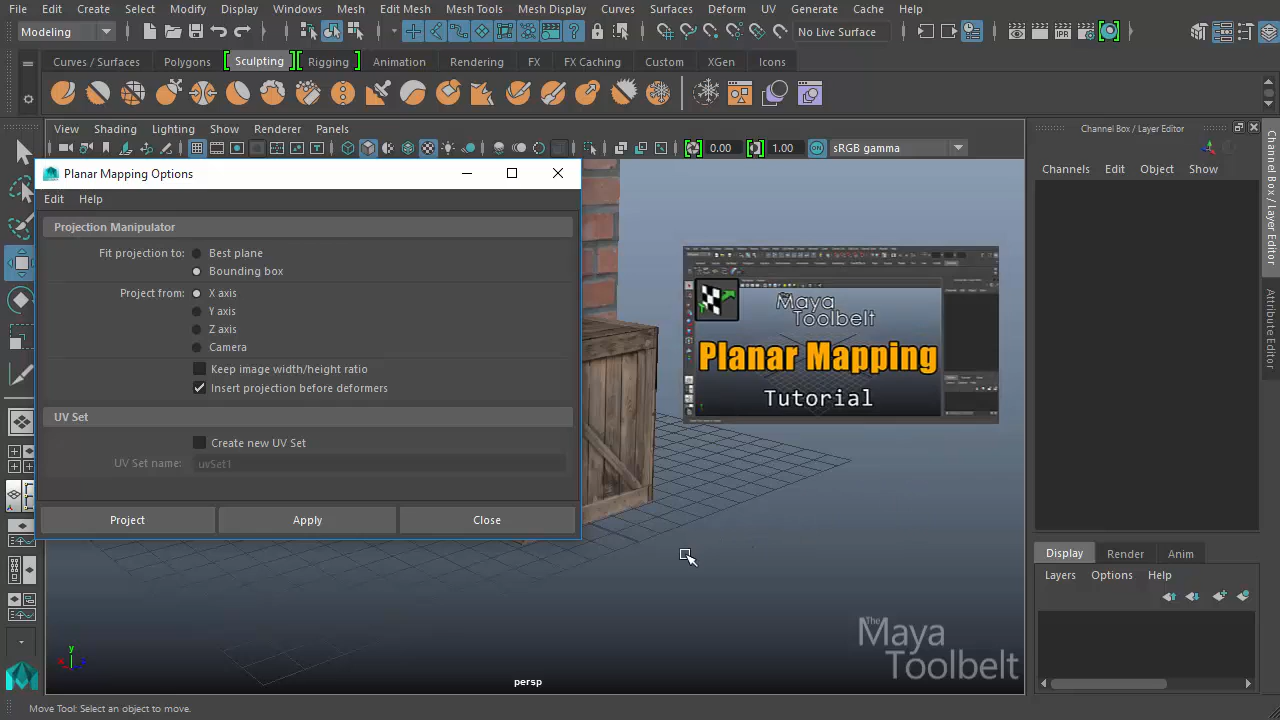 File Edit Create Select Modify Display Windows Mesh Edit Mesh Mesh Tools Mesh Display Curves Surfaces Deform UV Generate Cache Help
Modeling No Live Surface
Curves / Surfaces Polygons Sculpting Rigging Animation Rendering FX FX Caching Custom XGen Icons
View Shading Lighting Show Renderer Panels
0.00 1.00 ON sRGB gamma
IPR
Channel Box / Layer Editor
Channels Edit Object Show
Planar Mapping Options
Edit Help
Projection Manipulator
Fit projection to: Best plane
Bounding box
Project from: X axis
Y axis
Z axis
Camera
Keep image width/height ratio
Insert projection before deformers
UV Set
Create new UV Set
UV Set name: uvSet1
Project Apply Close
The
Maya
Toolbelt
Planar Mapping
Tutorial
Channel Box / Layer Editor
Attribute Editor
Display Render Anim
Layers Options Help
The
Maya
Toolbelt
y
x
z
persp
Move Tool: Select an object to move.